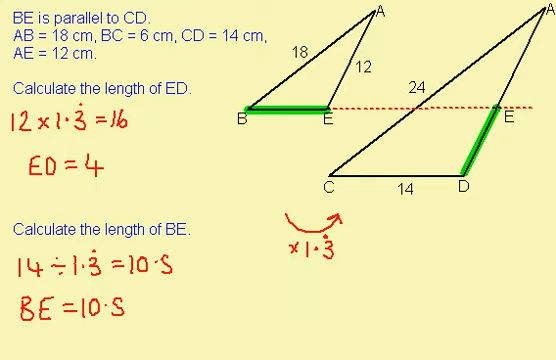 BE is parallel to CD.
AB = 18 cm, BC = 6 cm, CD = 14 cm,
AE = 12 cm.
Calculate the length of ED.
12 × 1·3̇ = 16
ED = 4
Calculate the length of BE.
14 ÷ 1·3̇ = 10·5
BE = 10·5
A
18
12
B
E
A
24
E
C
14
D
× 1·3̇